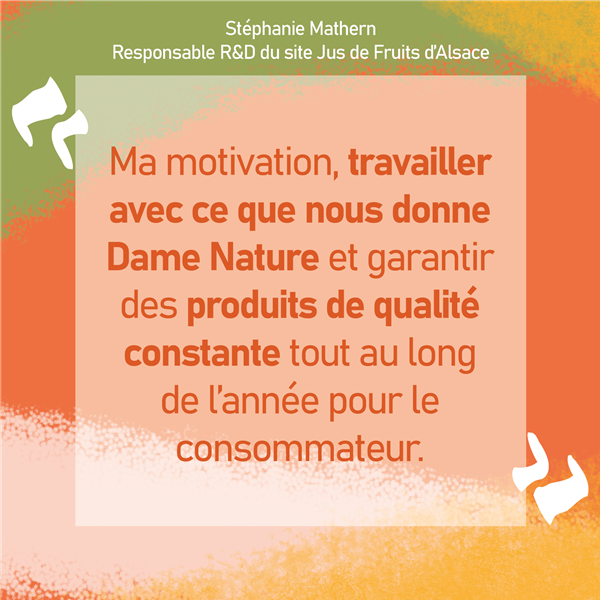 Stéphanie Mathern
Responsable R&D du site Jus de Fruits d'Alsace
Ma motivation, travailler
avec ce que nous donne
Dame Nature et garantir
des produits de qualité
constante tout au long
de l'année pour le
consommateur.